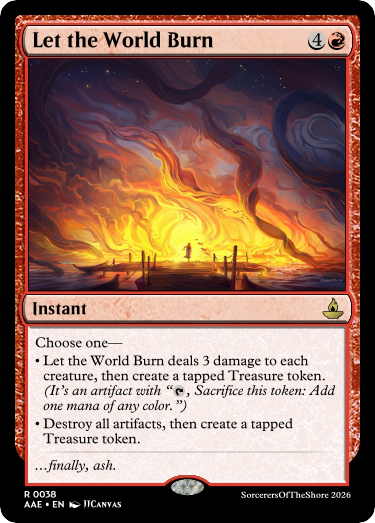 Let the World Burn 4
Instant
Choose one—
• Let the World Burn deals 3 damage to each
creature, then create a tapped Treasure token.
(It's an artifact with “, Sacrifice this token: Add
one mana of any color.”)
• Destroy all artifacts, then create a tapped
Treasure token.
...finally, ash.
R 0038
AAE • EN JJCanvas
SorcerersOfTheShore 2026